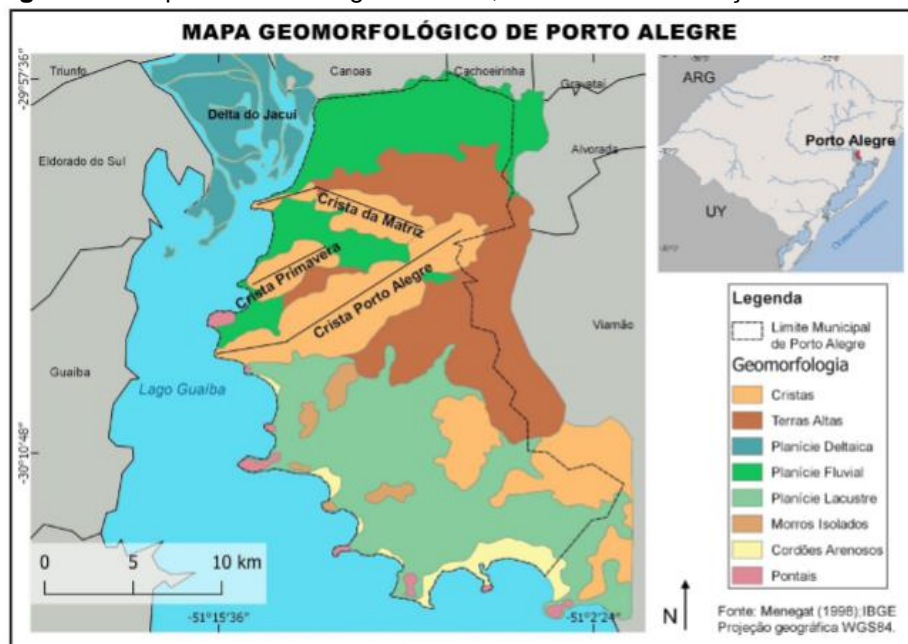 MAPA GEOMORFOLÓGICO DE PORTO ALEGRE
-29°57'36"
-30°10'48"
Triunfo
Canoas
Cachoeirinha
Gravataí
Delta do Jacuí
Eldorado do Sul
Alvorada
Crista da Matriz
Crista Primavera
Crista Porto Alegre
Viamão
Guaíba
Lago Guaíba
0 5 10 km
-51°15'36"
-51°2'24"
ARG
Porto Alegre
UY
Oceano Atlântico
Legenda
Limite Municipal
de Porto Alegre
Geomorfologia
Cristas
Terras Altas
Planície Deltaica
Planície Fluvial
Planície Lacustre
Morros Isolados
Cordões Arenosos
Pontais
N
Fonte: Menegat (1998);IBGE
Projeção geográfica WGS84.